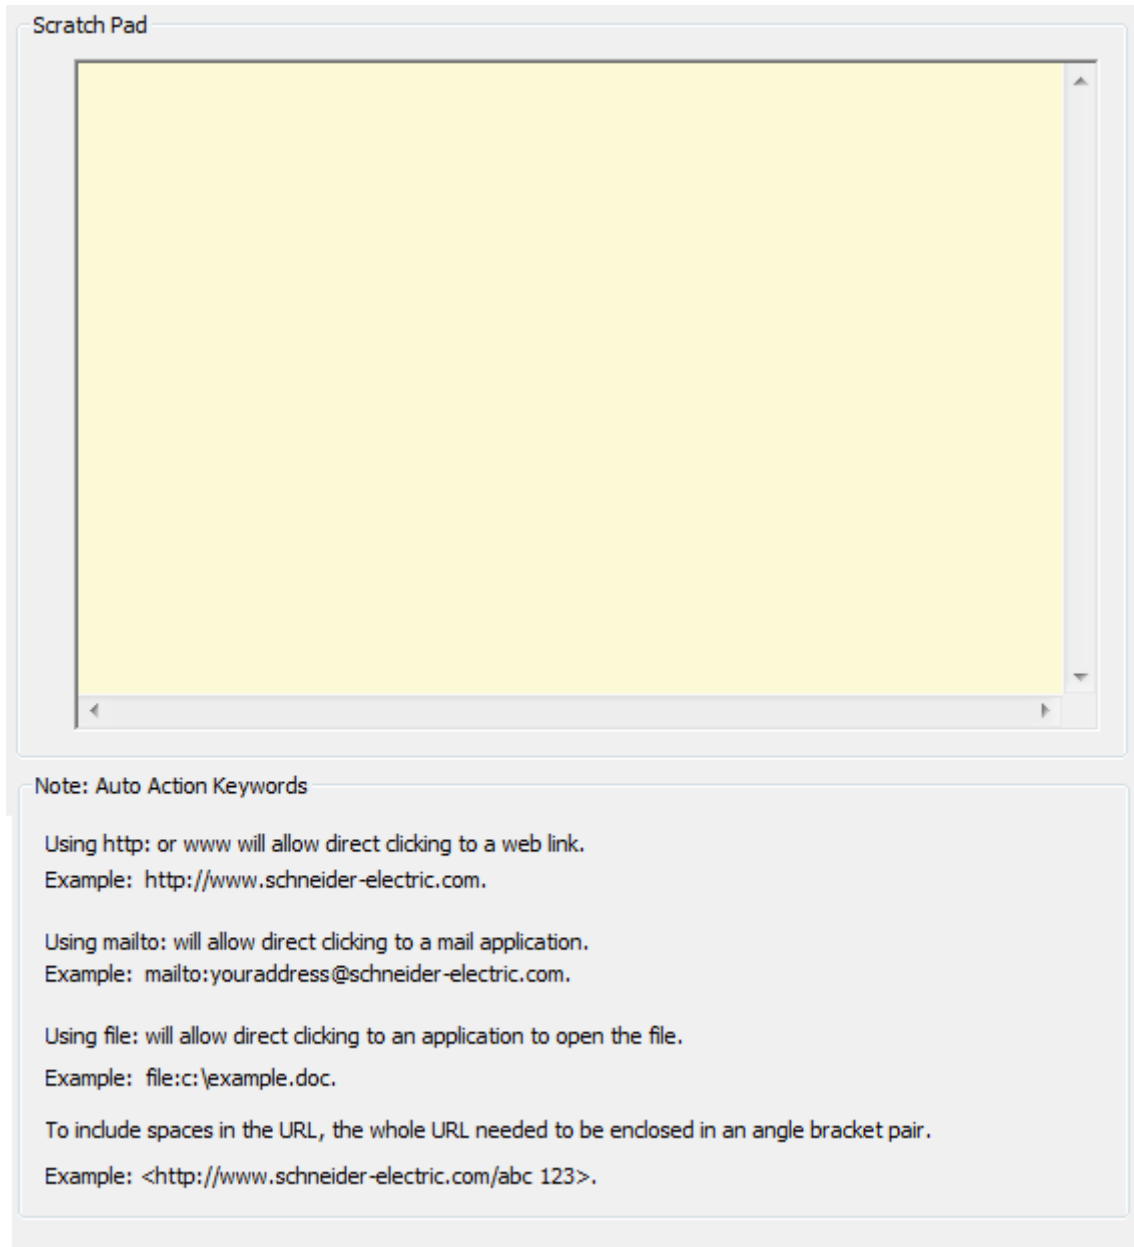 Scratch Pad
Note: Auto Action Keywords
Using http: or www will allow direct clicking to a web link.
Example: http://www.schneider-electric.com.
Using mailto: will allow direct clicking to a mail application.
Example: mailto:youraddress@schneider-electric.com.
Using file: will allow direct clicking to an application to open the file.
Example: file:c:\example.doc.
To include spaces in the URL, the whole URL needed to be enclosed in an angle bracket pair.
Example: <http://www.schneider-electric.com/abc 123>.